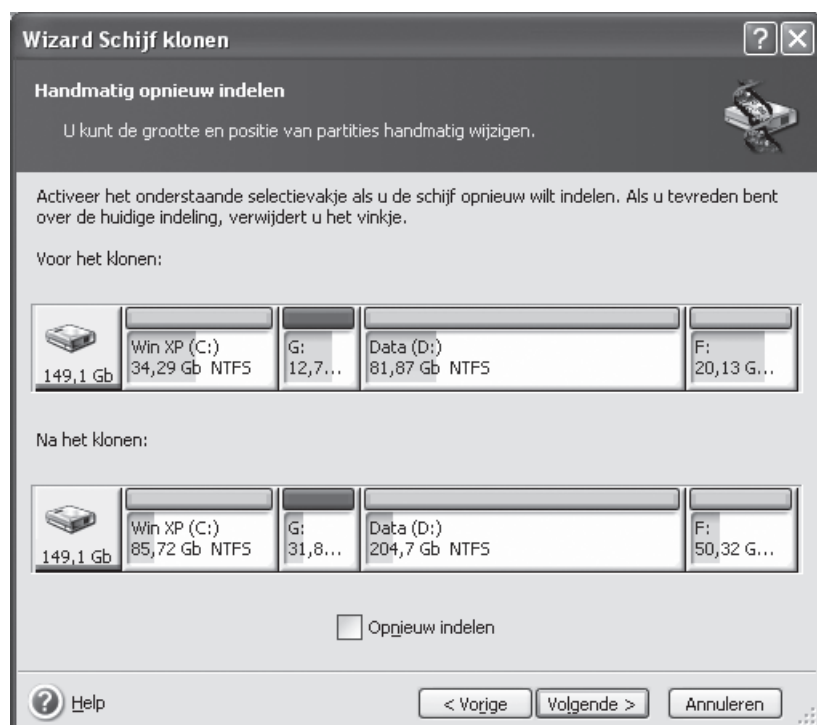 Wizard Schijf klonen
Handmatig opnieuw indelen
U kunt de grootte en positie van partities handmatig wijzigen.
Activeer het onderstaande selectievakje als u de schijf opnieuw wilt indelen. Als u tevreden bent
over de huidige indeling, verwijdert u het vinkje.
Voor het klonen:
149,1 Gb
Win XP (C:)
34,29 Gb NTFS
G:
12,7...
Data (D:)
81,87 Gb NTFS
F:
20,13 G...
Na het klonen:
149,1 Gb
Win XP (C:)
85,72 Gb NTFS
G:
31,8...
Data (D:)
204,7 Gb NTFS
F:
50,32 G...
Opnieuw indelen
? Help
< Vorige
Volgende >
Annuleren